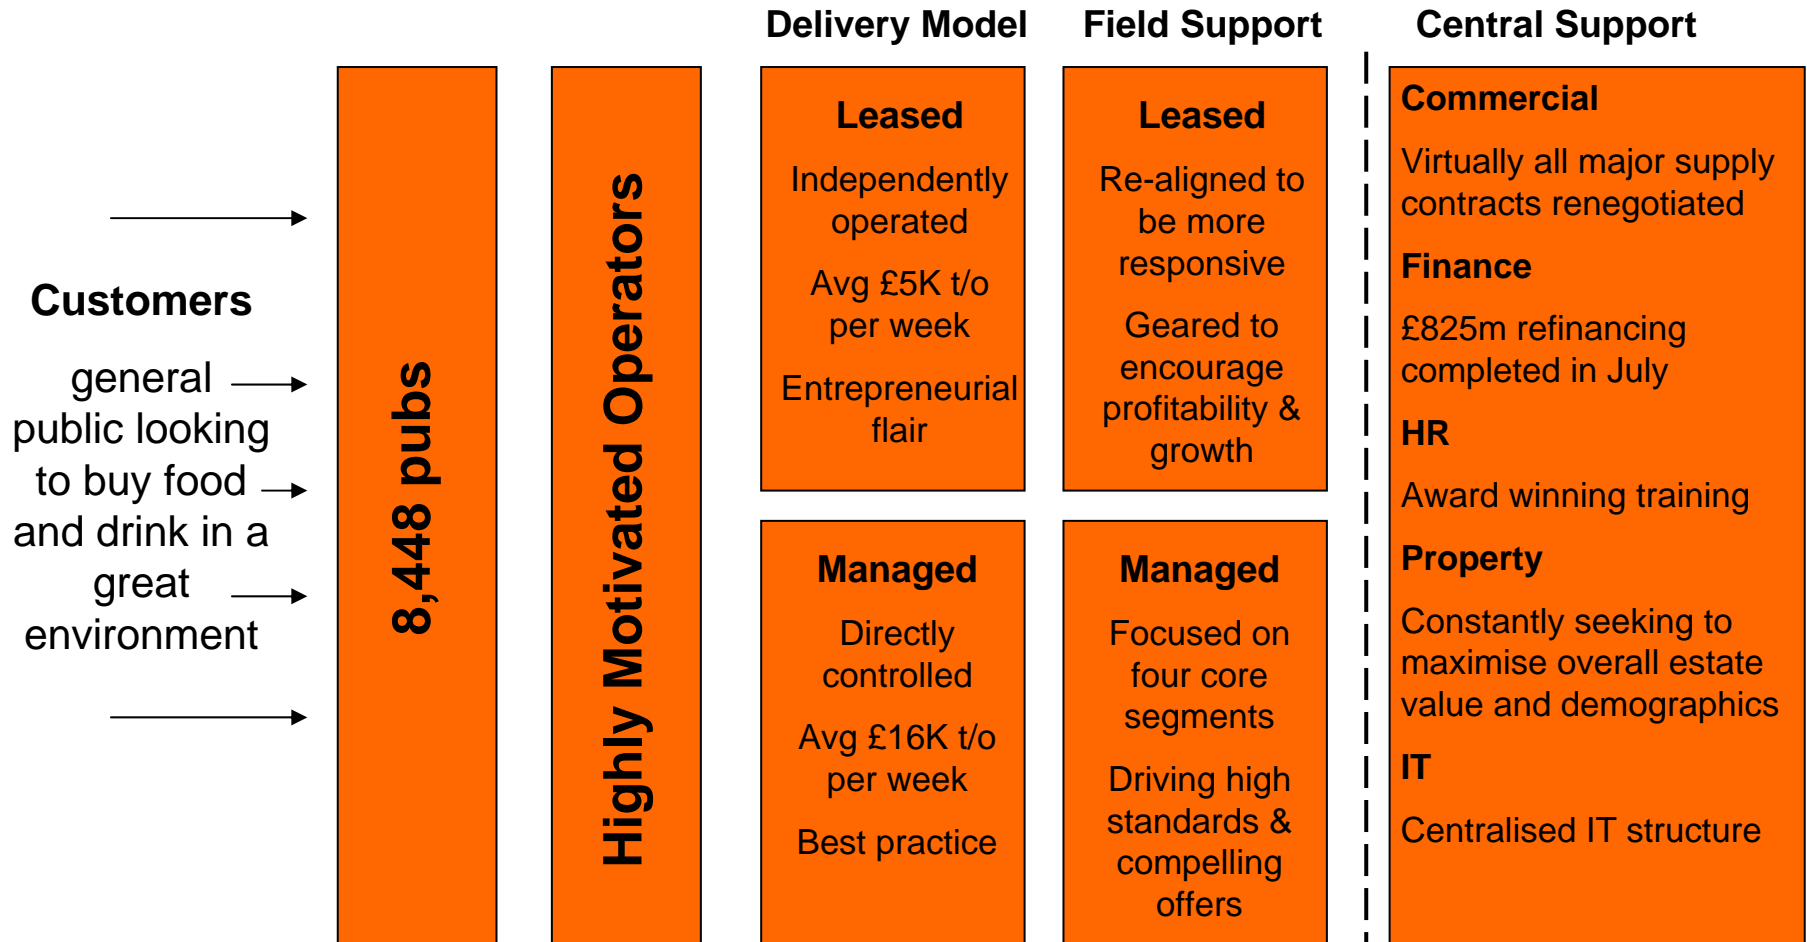 Delivery Model
Field Support
Central Support
Customers
general
public looking
to buy food
and drink in a
great
environment
8,448 pubs
Highly Motivated Operators
Leased
Independently
operated
Avg £5K t/o
per week
Entrepreneurial
flair
Managed
Directly
controlled
Avg £16K t/o
per week
Best practice
Leased
Re-aligned to
be more
responsive
Geared to
encourage
profitability &
growth
Managed
Focused on
four core
segments
Driving high
standards &
compelling
offers
Commercial
Virtually all major supply
contracts renegotiated
Finance
£825m refinancing
completed in July
HR
Award winning training
Property
Constantly seeking to
maximise overall estate
value and demographics
IT
Centralised IT structure